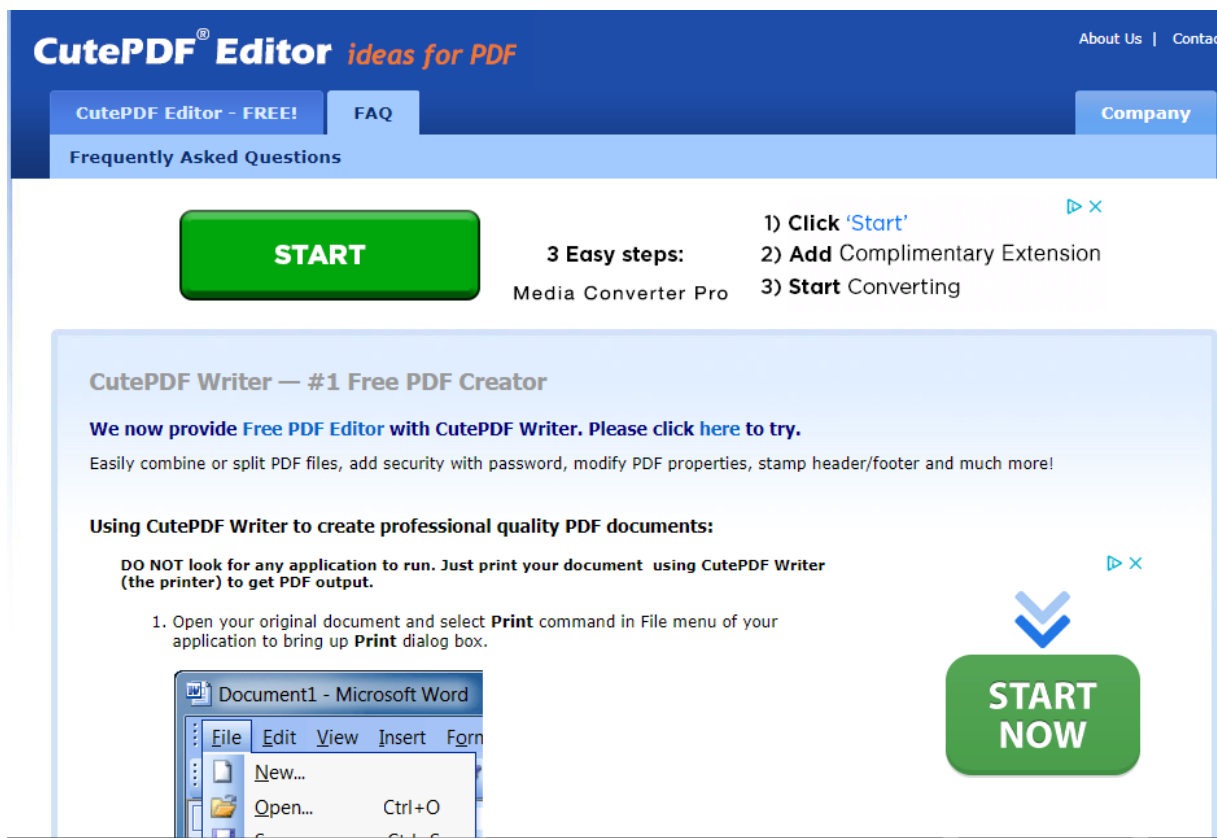 CutePDF® Editor ideas for PDF
About Us | Contac
CutePDF Editor - FREE!
FAQ
Company
Frequently Asked Questions
START
3 Easy steps:
Media Converter Pro
1) Click 'Start'
2) Add Complimentary Extension
3) Start Converting
CutePDF Writer — #1 Free PDF Creator
We now provide Free PDF Editor with CutePDF Writer. Please click here to try.
Easily combine or split PDF files, add security with password, modify PDF properties, stamp header/footer and much more!
Using CutePDF Writer to create professional quality PDF documents:
DO NOT look for any application to run. Just print your document using CutePDF Writer
(the printer) to get PDF output.
1. Open your original document and select Print command in File menu of your
application to bring up Print dialog box.
Document1 - Microsoft Word
File Edit View Insert Forn
New...
Open... Ctrl+O
START
NOW